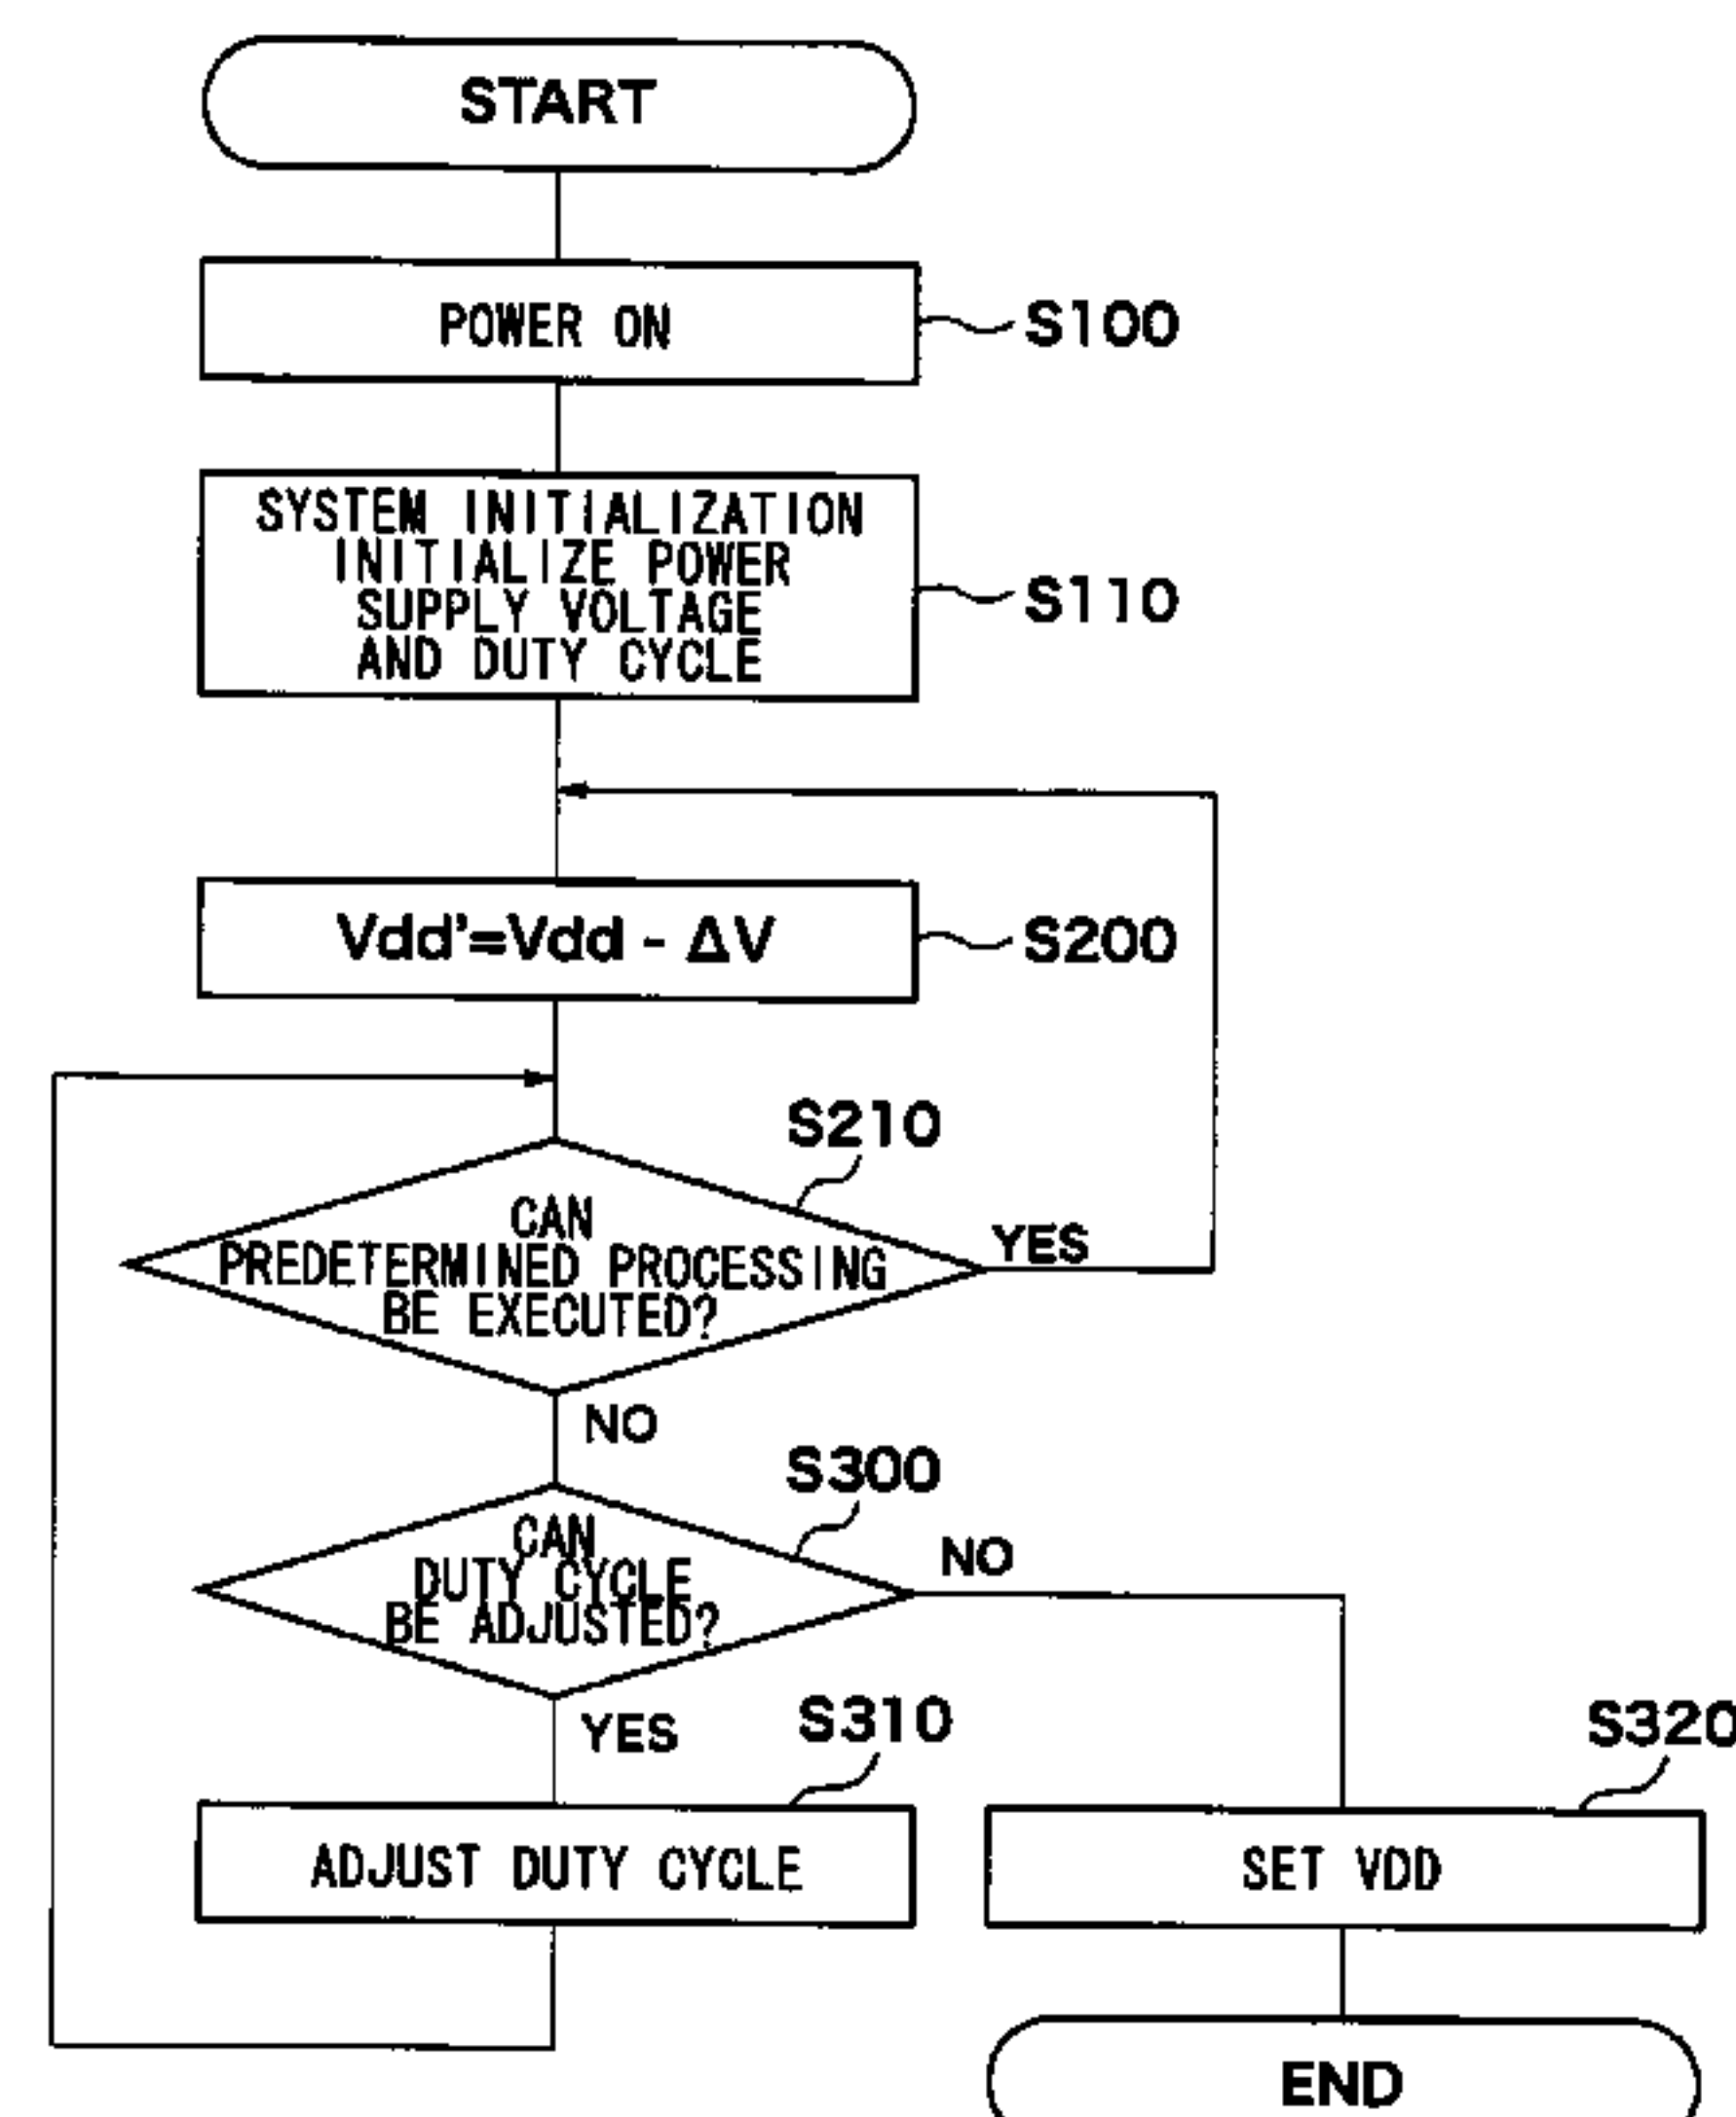 START
POWER ON
S100
SYSTEM INITIALIZATION
INITIALIZE POWER
SUPPLY VOLTAGE
AND DUTY CYCLE
S110
Vdd'=Vdd - ΔV
S200
S210
CAN
PREDETERMINED PROCESSING
BE EXECUTED?
YES
NO
S300
CAN
DUTY CYCLE
BE ADJUSTED?
NO
YES
S310
S320
ADJUST DUTY CYCLE
SET VDD
END